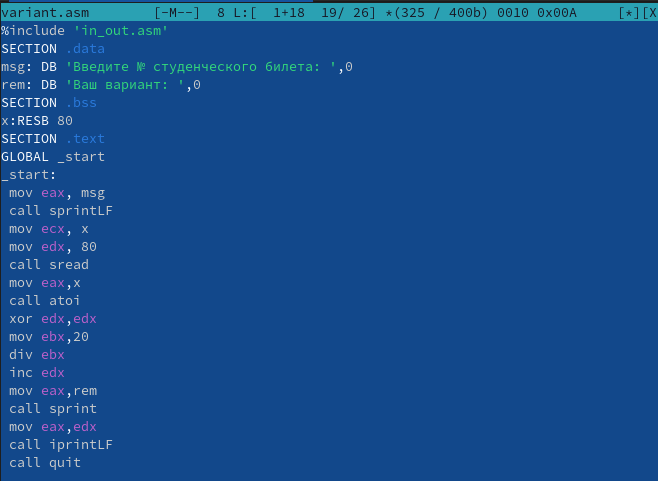 variant.asm [-M--] 8 L:[ 1+18 19/ 26] *(325 / 400b) 0010 0x00A [*][X
%include 'in_out.asm'
SECTION .data
msg: DB 'Введите № студенческого билета: ',0
rem: DB 'Ваш вариант: ',0
SECTION .bss
x:RESB 80
SECTION .text
GLOBAL _start
_start:
mov eax, msg
call sprintLF
mov ecx, x
mov edx, 80
call sread
mov eax,x
call atoi
xor edx,edx
mov ebx,20
div ebx
inc edx
mov eax,rem
call sprint
mov eax,edx
call iprintLF
call quit